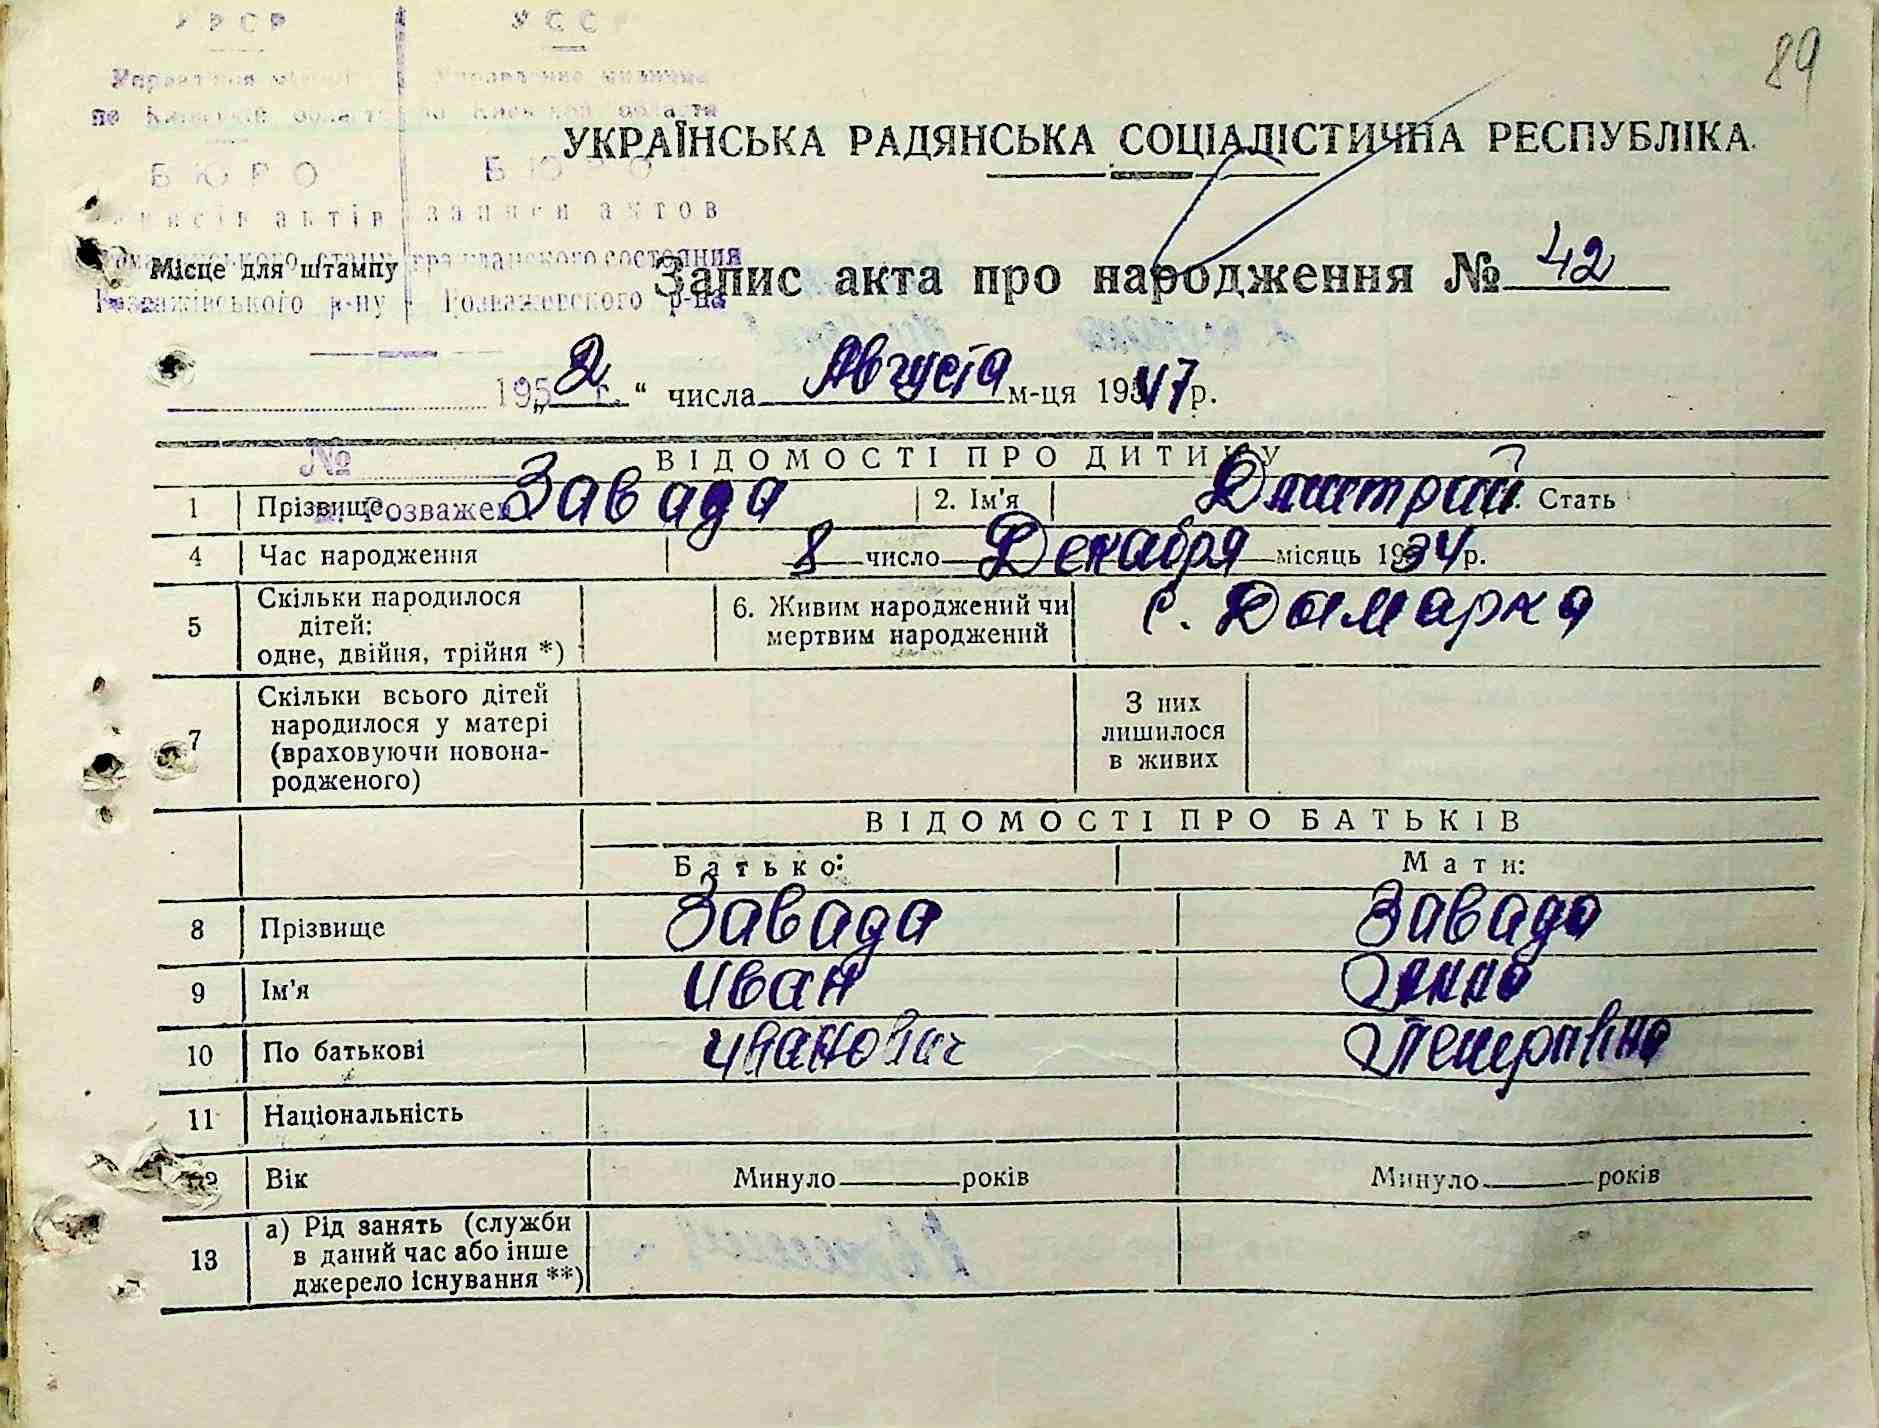 УРСР УССР
89
Управління міліції Управление милиции
по Київській області по Киевской области
УКРАЇНСЬКА РАДЯНСЬКА СОЦІАЛІСТИЧНА РЕСПУБЛІКА
БЮРО БЮРО
записів актів записи актов
громадянського стану гражданского состояния
Місце для штампу
Розважівського р-ну Розважевского р-на
Запис акта про народження № 42
195 г. „2“ числа Августа м-ця 1947 р.
№
ВІДОМОСТІ ПРО ДИТИНУ
1 Прізвище Завада 2. Ім'я Дмитрий 3. Стать
Розважев
4 Час народження 8 число Декабря місяць 1934 р.
5 Скільки народилося дітей: одне, двійня, трійня *) 6. Живим народжений чи мертвим народжений с.
7 Скільки всього дітей народилося у матері (враховуючи новонародженого) З них лишилося в живих
ВІДОМОСТІ ПРО БАТЬКІВ
Батько: Мати:
8 Прізвище Завада Завада
9 Ім'я Иван Анна
10 По батькові Иванович
11 Національність
12 Вік Минуло років Минуло років
13 а) Рід занять (служби в даний час або інше джерело існування **)